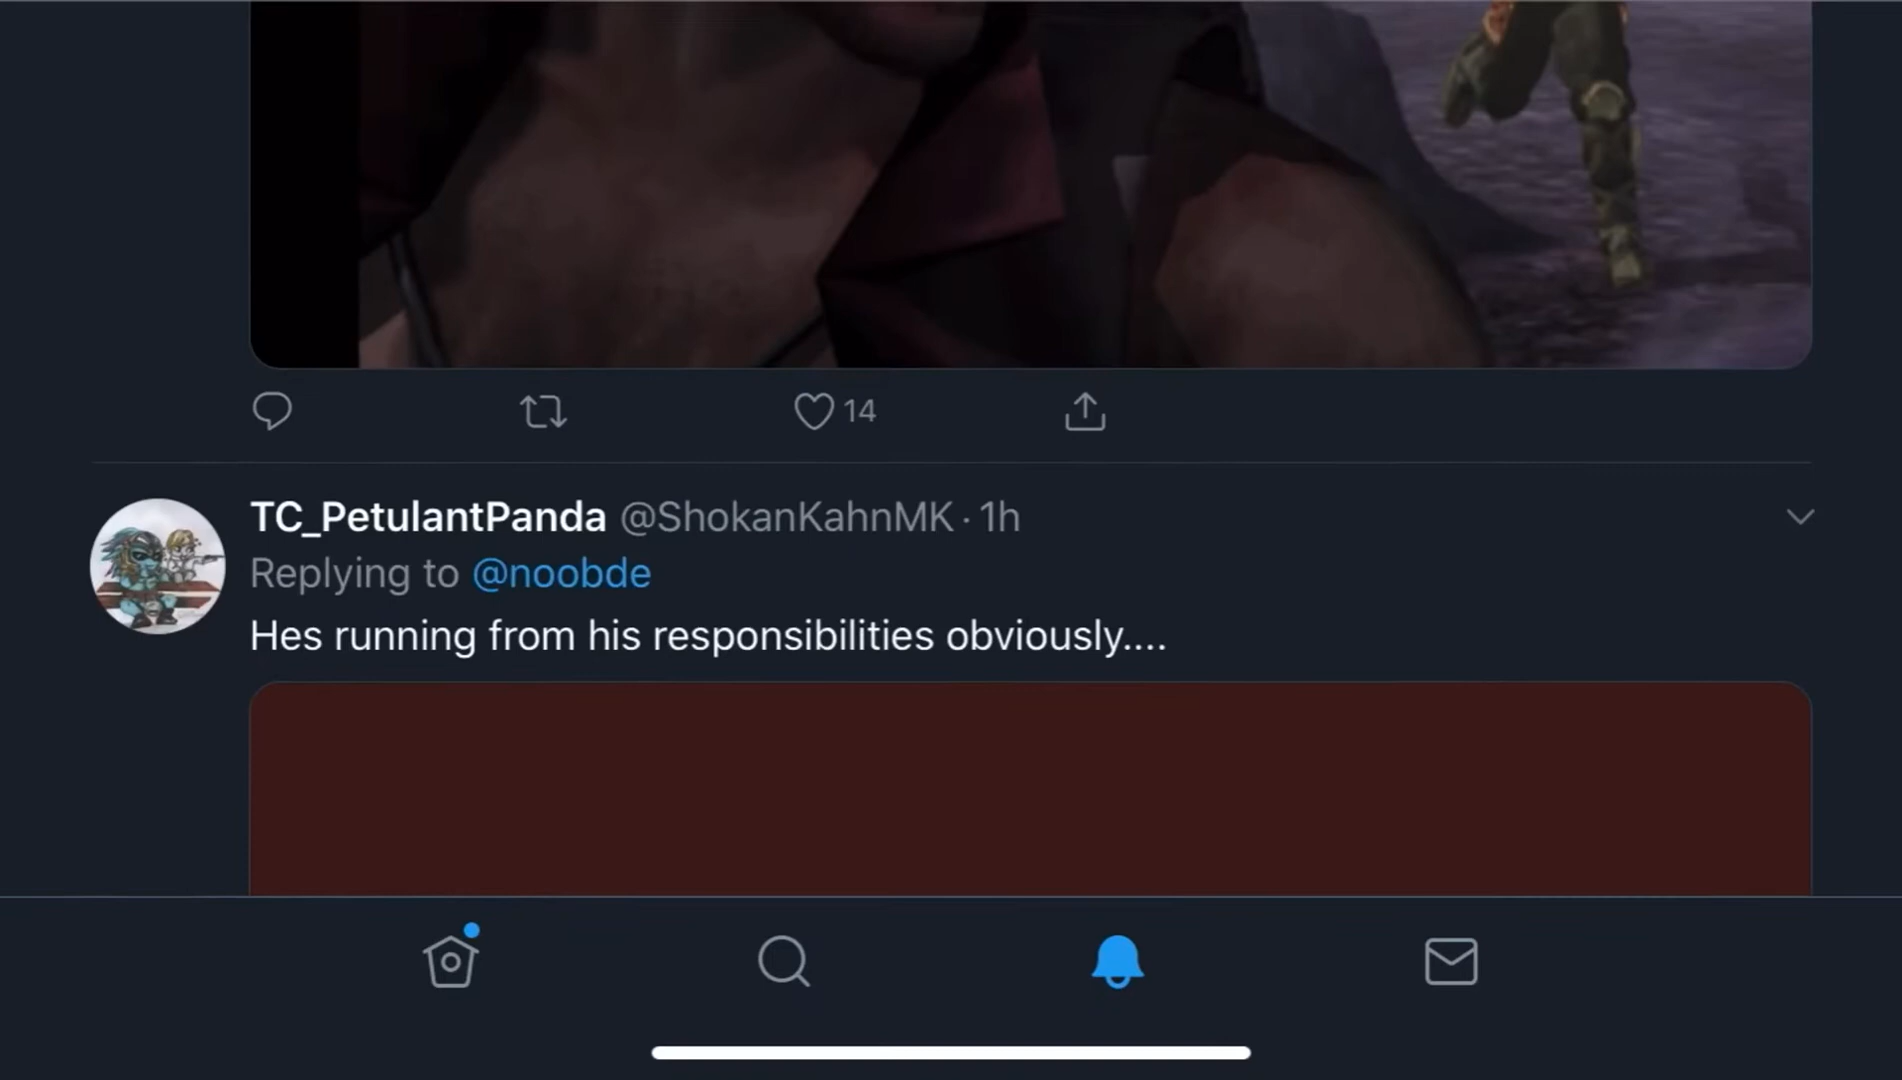 14
TC_PetulantPanda @ShokanKahnMK · 1h
Replying to @noobde
Hes running from his responsibilities obviously....